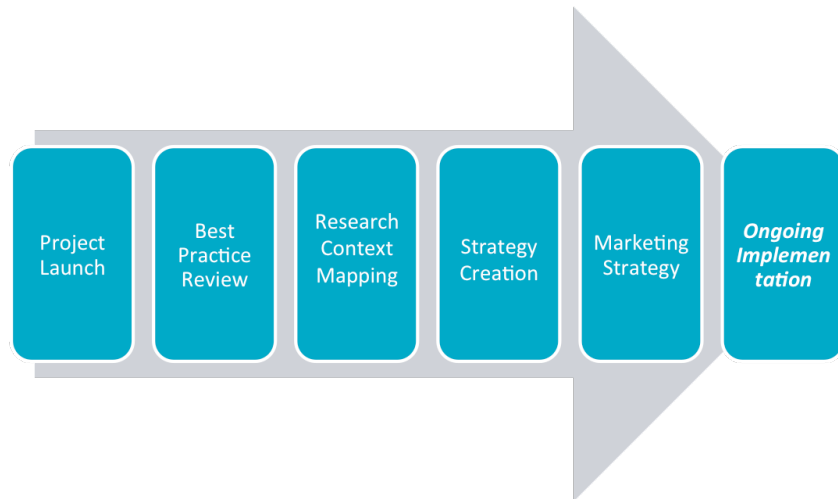 Project
Launch
Best
Practice
Review
Research
Context
Mapping
Strategy
Creation
Marketing
Strategy
Ongoing
Implemen
tation